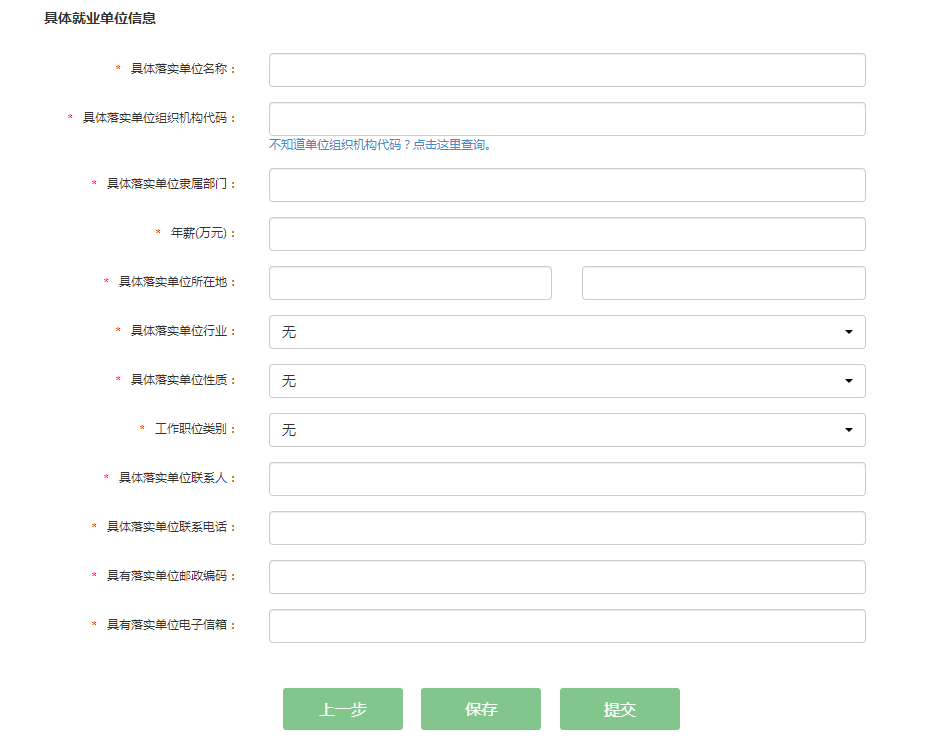 具体就业单位信息
* 具体落实单位名称：
* 具体落实单位组织机构代码：
不知道单位组织机构代码？点击这里查询。
* 具体落实单位隶属部门：
* 年薪(万元)：
* 具体落实单位所在地：
* 具体落实单位行业： 无
* 具体落实单位性质： 无
* 工作职位类别： 无
* 具体落实单位联系人：
* 具体落实单位联系电话：
* 具有落实单位邮政编码：
* 具有落实单位电子信箱：
上一步 保存 提交